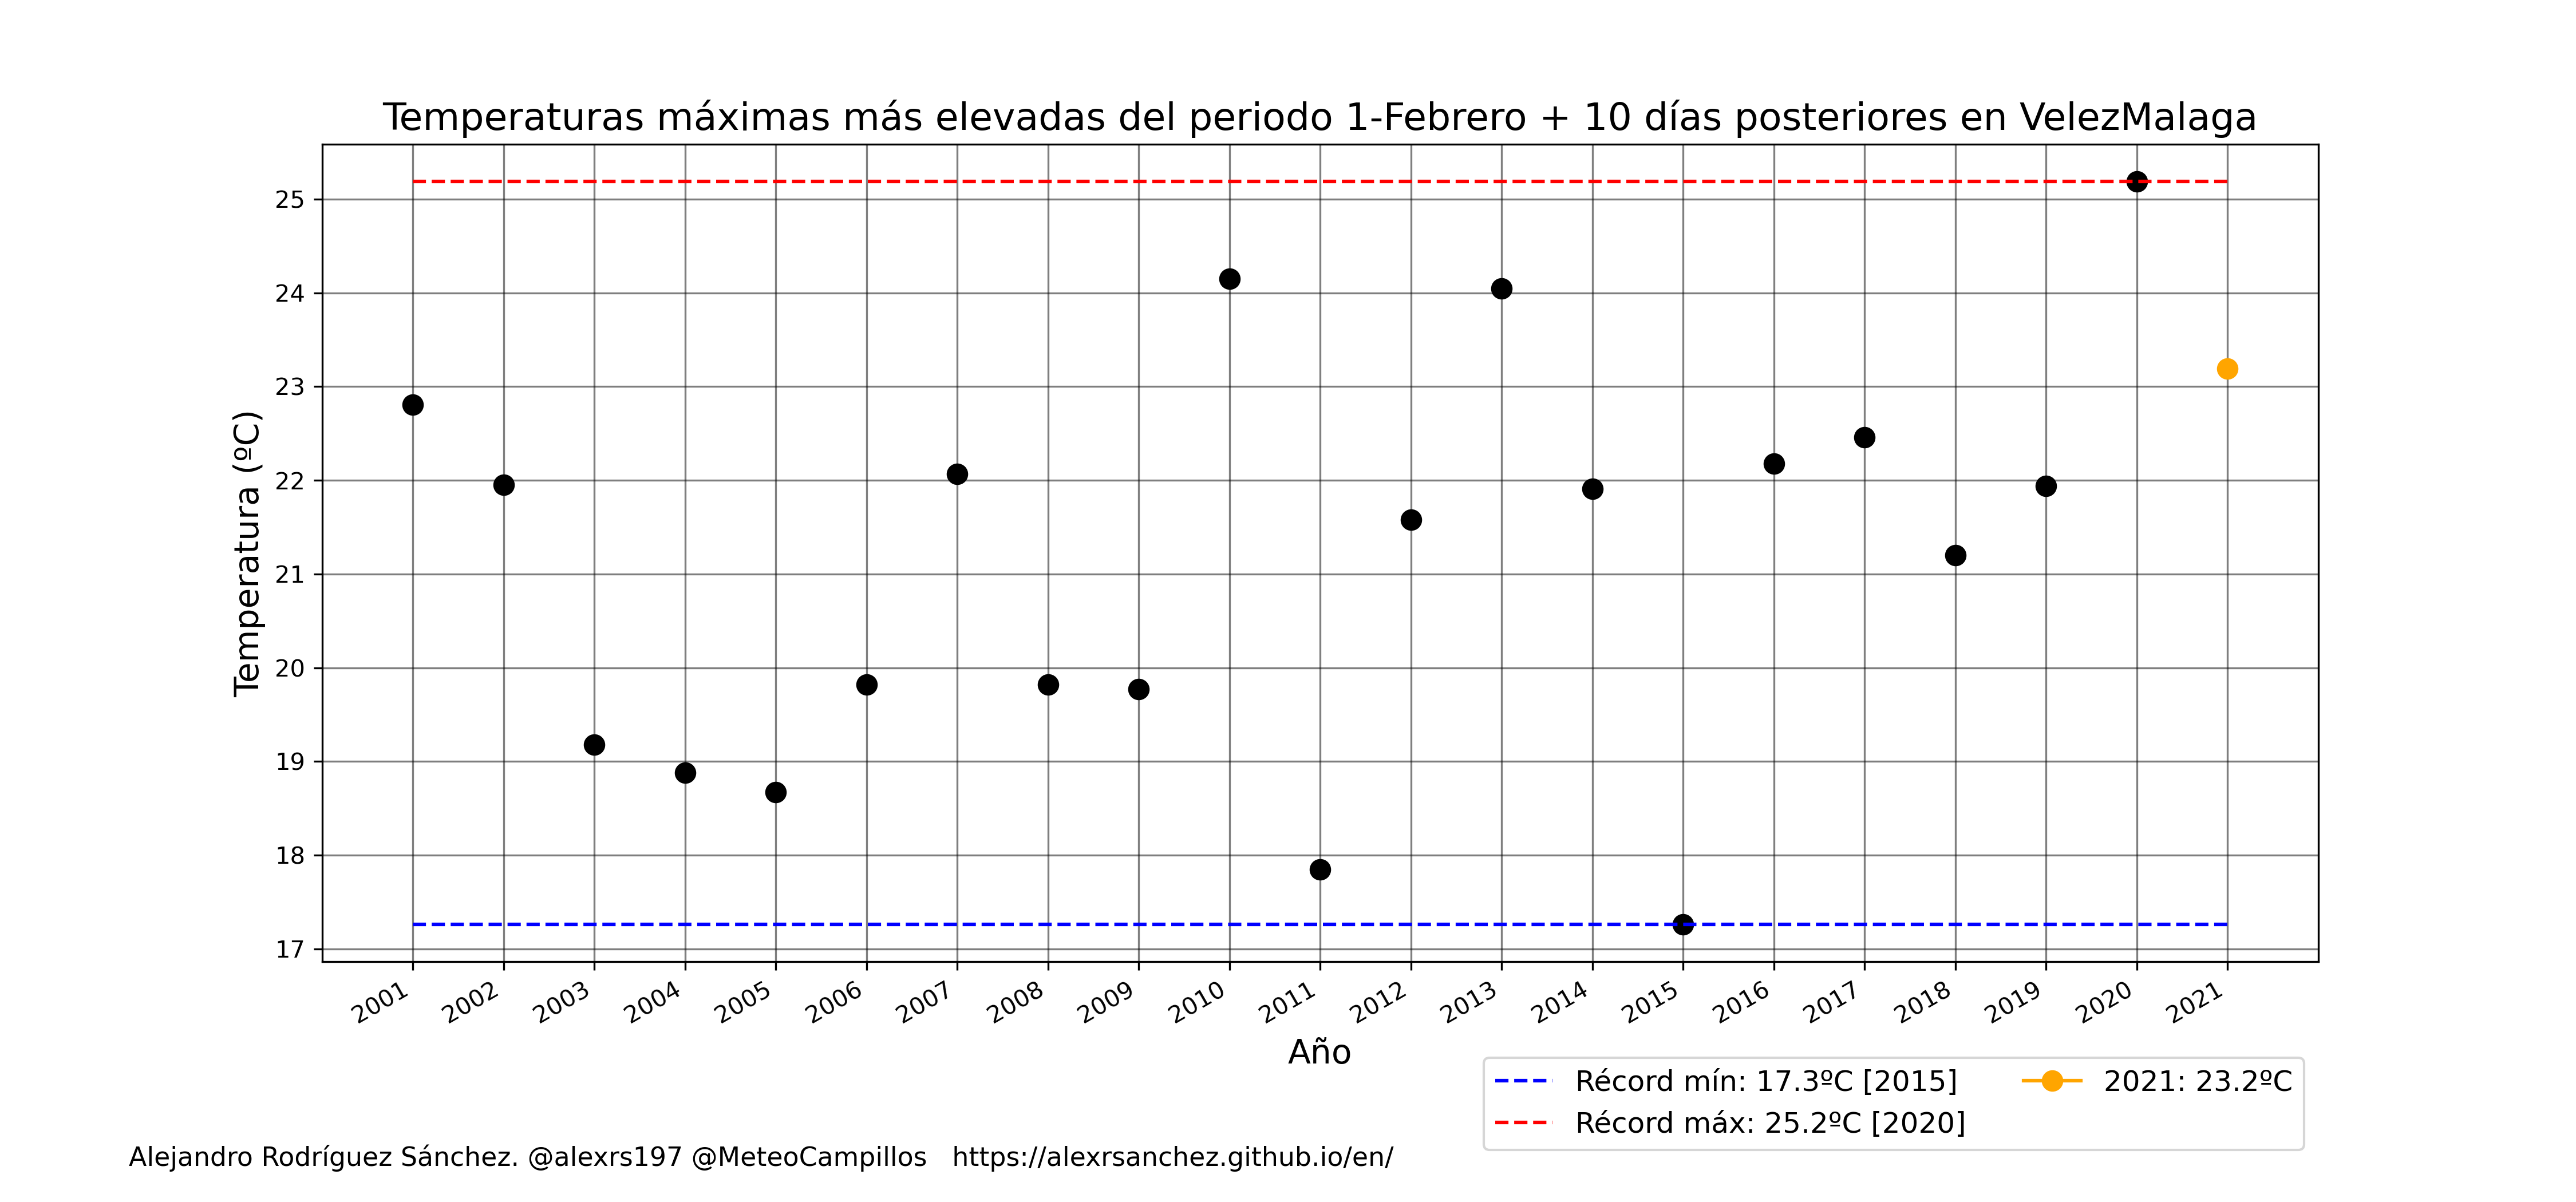 Temperaturas máximas más elevadas del periodo 1-Febrero + 10 días posteriores en VelezMalaga
Temperatura (ºC)
25
24
23
22
21
20
19
18
17
2001 2002 2003 2004 2005 2006 2007 2008 2009 2010 2011 2012 2013 2014 2015 2016 2017 2018 2019 2020 2021
Año
Récord mín: 17.3ºC [2015]
Récord máx: 25.2ºC [2020]
2021: 23.2ºC
Alejandro Rodríguez Sánchez. @alexrs197 @MeteoCampillos https://alexrsanchez.github.io/en/